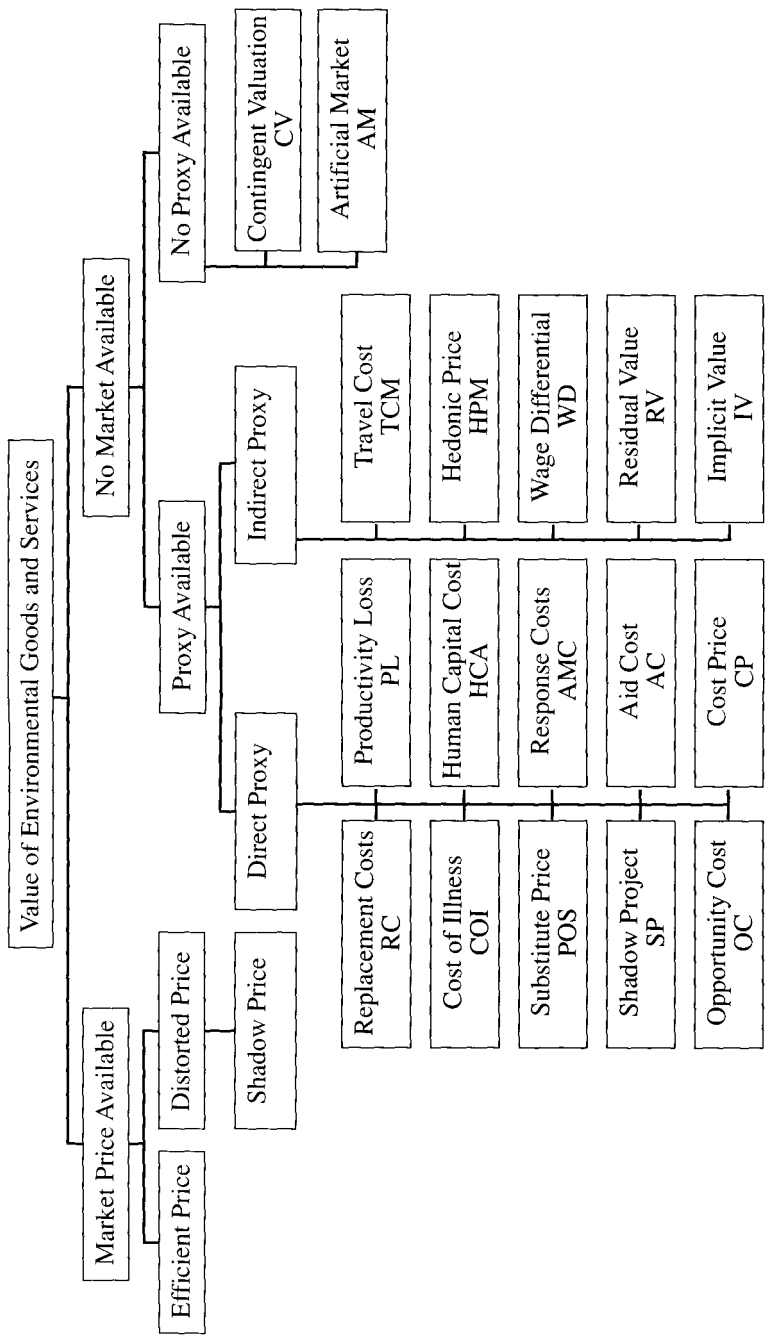 Value of Environmental Goods and Services
Market Price Available
No Market Available
Efficient Price
Distorted Price
Proxy Available
No Proxy Available
Shadow Price
Direct Proxy
Indirect Proxy
Contingent Valuation
CV
Artificial Market
AM
Replacement Costs
RC
Productivity Loss
PL
Travel Cost
TCM
Cost of Illness
COI
Human Capital Cost
HCA
Hedonic Price
HPM
Substitute Price
POS
Response Costs
AMC
Wage Differential
WD
Shadow Project
SP
Aid Cost
AC
Residual Value
RV
Opportunity Cost
OC
Cost Price
CP
Implicit Value
IV